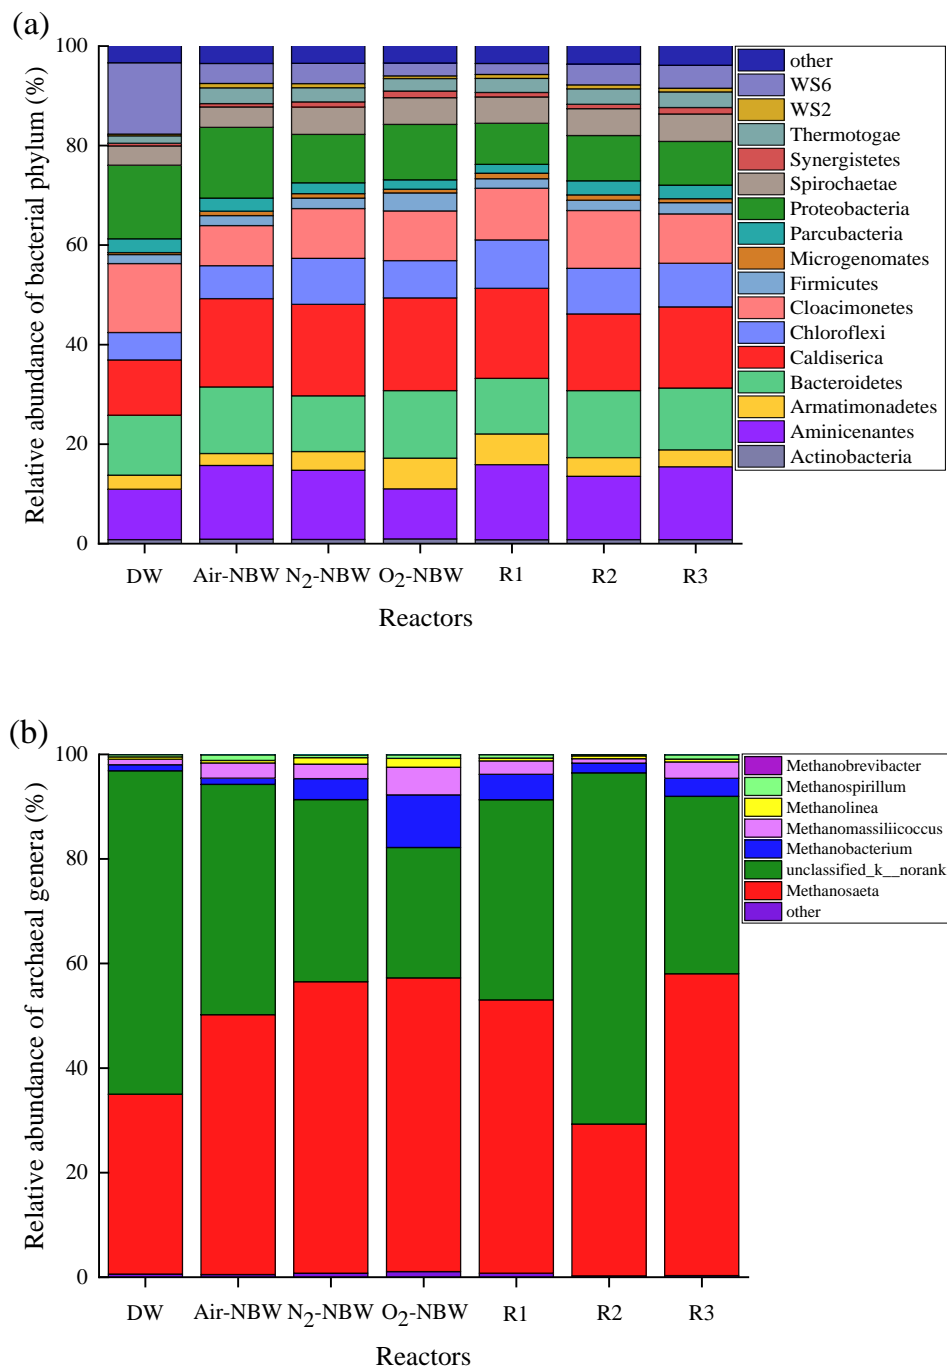 (a)
Relative abundance of bacterial phylum (%)
100
80
60
40
20
0
DW
Air-NBW
N2-NBW
O2-NBW
R1
R2
R3
Reactors
other
WS6
WS2
Thermotogae
Synergistetes
Spirochaetae
Proteobacteria
Parcubacteria
Microgenomates
Firmicutes
Cloacimonetes
Chloroflexi
Caldiserica
Bacteroidetes
Armatimonadetes
Aminicenantes
Actinobacteria
(b)
Relative abundance of archaeal genera (%)
100
80
60
40
20
0
DW
Air-NBW
N2-NBW
O2-NBW
R1
R2
R3
Reactors
Methanobrevibacter
Methanospirillum
Methanolinea
Methanomassiliicoccus
Methanobacterium
unclassified_k__norank
Methanosaeta
other